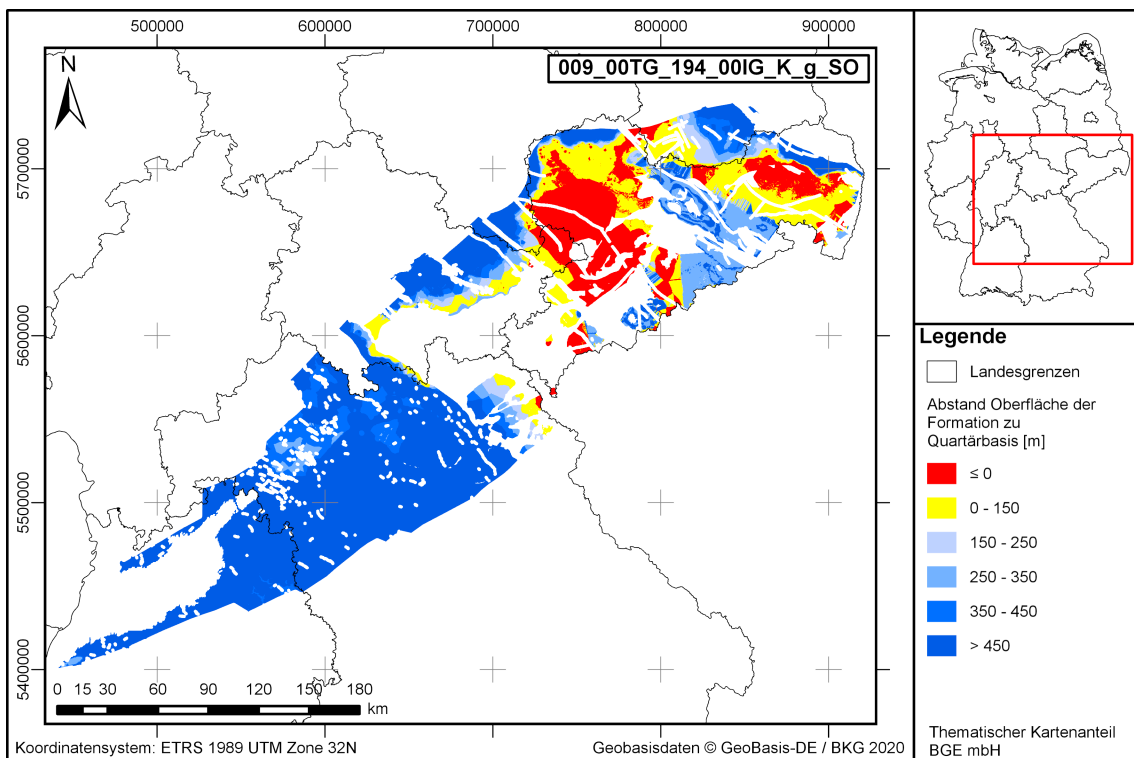 500000 600000 700000 800000 900000
009_00TG_194_00IG_K_g_SO
N
5700000
5600000
5500000
5400000
0 15 30 60 90 120 150 180
km
Koordinatensystem: ETRS 1989 UTM Zone 32N
Geobasisdaten © GeoBasis-DE / BKG 2020
Legende
Landesgrenzen
Abstand Oberfläche der
Formation zu
Quartärbasis [m]
≤ 0
0 - 150
150 - 250
250 - 350
350 - 450
> 450
Thematischer Kartenanteil
BGE mbH